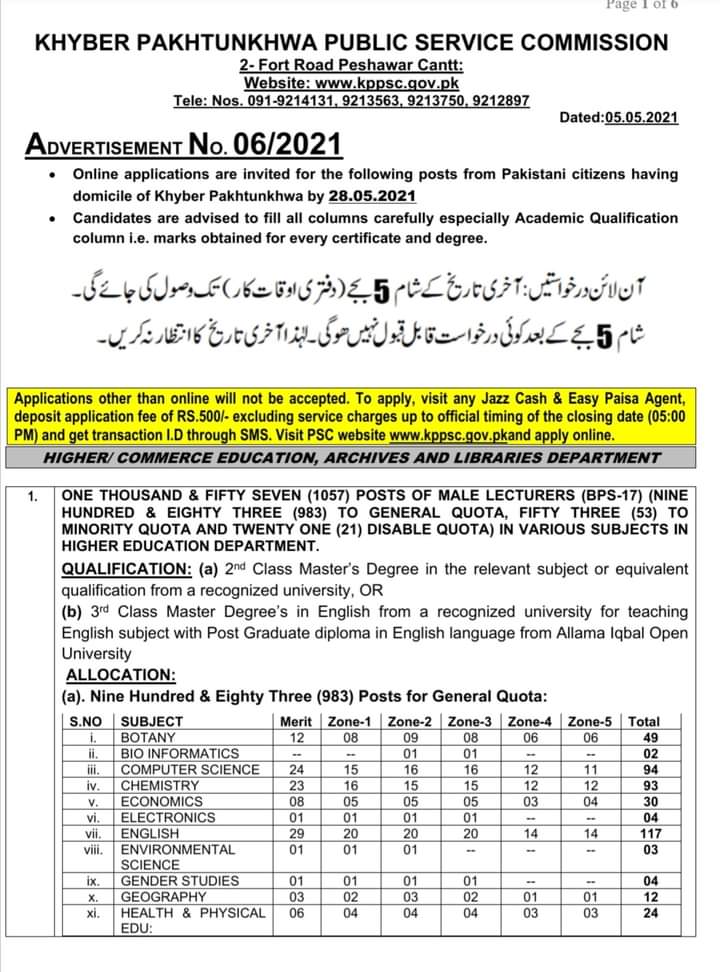 Page 1 of 6
KHYBER PAKHTUNKHWA PUBLIC SERVICE COMMISSION
2- Fort Road Peshawar Cantt:
Website: www.kppsc.gov.pk
Tele: Nos. 091-9214131, 9213563, 9213750, 9212897
Dated:05.05.2021
ADVERTISEMENT NO. 06/2021
• Online applications are invited for the following posts from Pakistani citizens having
domicile of Khyber Pakhtunkhwa by 28.05.2021
• Candidates are advised to fill all columns carefully especially Academic Qualification
column i.e. marks obtained for every certificate and degree.
آن لائن درخواستیں: آخری تاریخ کے شام 5 بجے (دفتری اوقات کار) تک وصول کی جائے گی۔
شام 5 بجے کے بعد کوئی درخواست قابل قبول نہیں ھوگی۔ لہٰذا آخری تاریخ کا انتظار نہ کریں۔
Applications other than online will not be accepted. To apply, visit any Jazz Cash & Easy Paisa Agent,
deposit application fee of RS.500/- excluding service charges up to official timing of the closing date (05:00
PM) and get transaction I.D through SMS. Visit PSC website www.kppsc.gov.pkand apply online.
HIGHER/ COMMERCE EDUCATION, ARCHIVES AND LIBRARIES DEPARTMENT
1. ONE THOUSAND & FIFTY SEVEN (1057) POSTS OF MALE LECTURERS (BPS-17) (NINE
HUNDRED & EIGHTY THREE (983) TO GENERAL QUOTA, FIFTY THREE (53) TO
MINORITY QUOTA AND TWENTY ONE (21) DISABLE QUOTA) IN VARIOUS SUBJECTS IN
HIGHER EDUCATION DEPARTMENT.
QUALIFICATION: (a) 2nd Class Master's Degree in the relevant subject or equivalent
qualification from a recognized university, OR
(b) 3rd Class Master Degree's in English from a recognized university for teaching
English subject with Post Graduate diploma in English language from Allama Iqbal Open
University
ALLOCATION:
(a). Nine Hundred & Eighty Three (983) Posts for General Quota:
S.NO SUBJECT Merit Zone-1 Zone-2 Zone-3 Zone-4 Zone-5 Total
i. BOTANY 12 08 09 08 06 06 49
ii. BIO INFORMATICS -- -- 01 01 -- -- 02
iii. COMPUTER SCIENCE 24 15 16 16 12 11 94
iv. CHEMISTRY 23 16 15 15 12 12 93
v. ECONOMICS 08 05 05 05 03 04 30
vi. ELECTRONICS 01 01 01 01 -- -- 04
vii. ENGLISH 29 20 20 20 14 14 117
viii. ENVIRONMENTAL 01 01 01 -- -- -- 03
SCIENCE
ix. GENDER STUDIES 01 01 01 01 -- -- 04
x. GEOGRAPHY 03 02 03 02 01 01 12
xi. HEALTH & PHYSICAL 06 04 04 04 03 03 24
EDU: